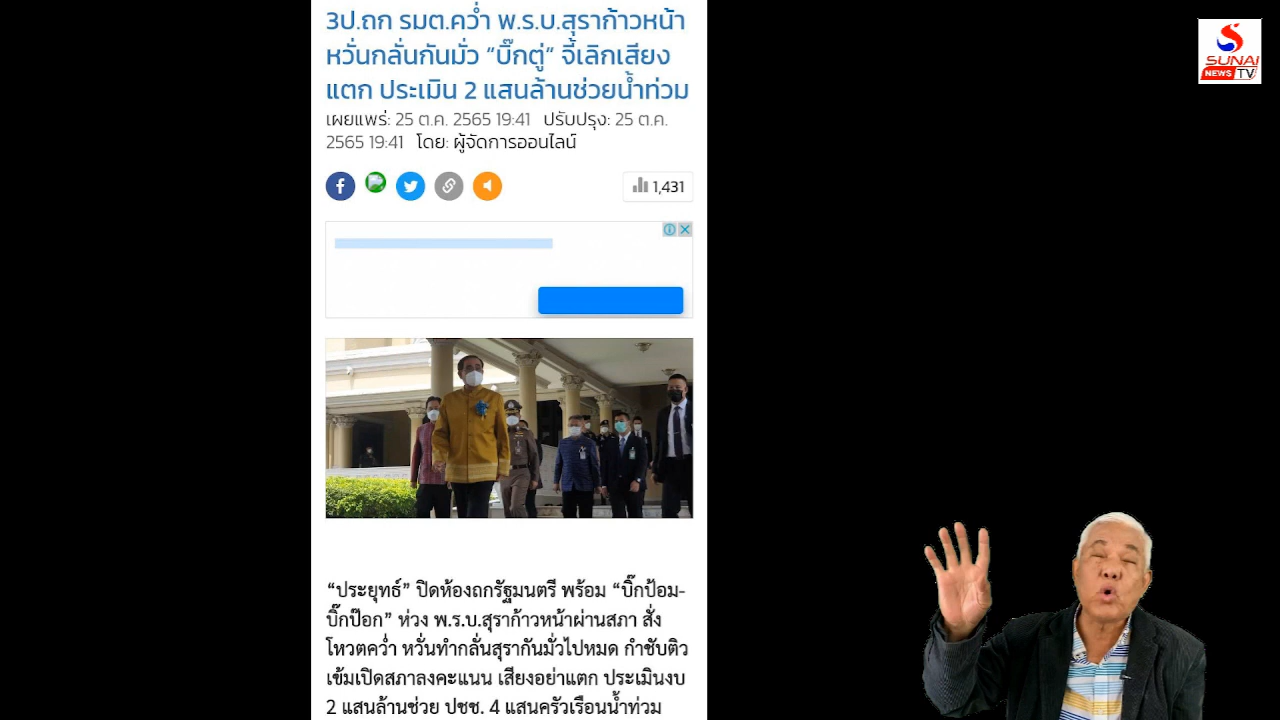 3ป.ถก รมต.คว่ำ พ.ร.บ.สุราก้าวหน้า
หวั่นกลั่นกันมั่ว “บิ๊กตู่“ จี้เลิกเสียง
แตก ประเมิน 2 แสนล้านช่วยน้ำท่วม
เผยแพร่: 25 ต.ค. 2565 19:41 ปรับปรุง: 25 ต.ค.
2565 19:41 โดย: ผู้จัดการออนไลน์
1,431
“ประยุทธ์” ปิดห้องถกรัฐมนตรี พร้อม “บิ๊กป้อม-
บิ๊กป๊อก” ห่วง พ.ร.บ.สุราก้าวหน้าผ่านสภา สั่ง
โหวตคว่ำ หวั่นทำกลั่นสุรากันมั่วไปหมด กำชับติว
เข้มเปิดสภาลงคะแนน เสียงอย่าแตก ประเมินงบ
2 แสนล้านช่วย ปชช. 4 แสนครัวเรือนน้ำท่วม
SUNAI
NEWS TV